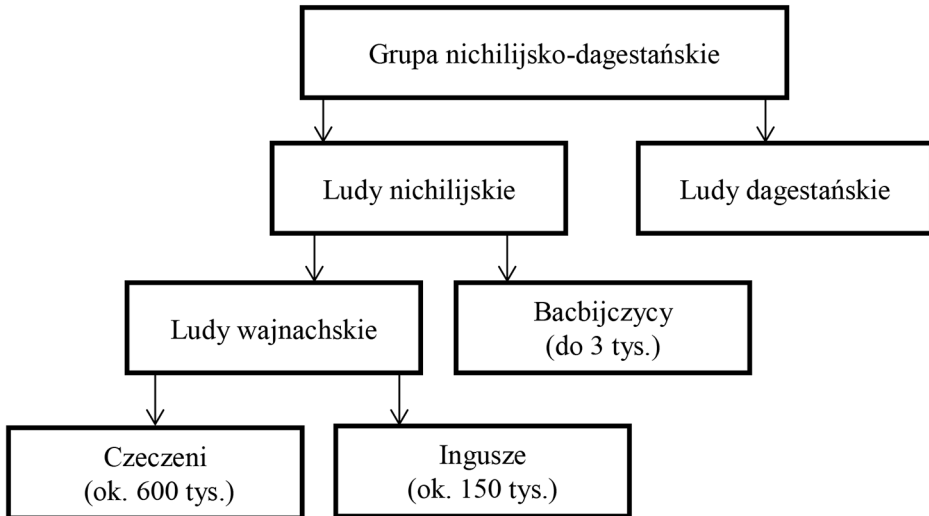 Grupa nichilijsko-dagestańskie
Ludy nichilijskie
Ludy dagestańskie
Ludy wajnachskie
Bacbijczycy
(do 3 tys.)
Czeczeni
(ok. 600 tys.)
Ingusze
(ok. 150 tys.)